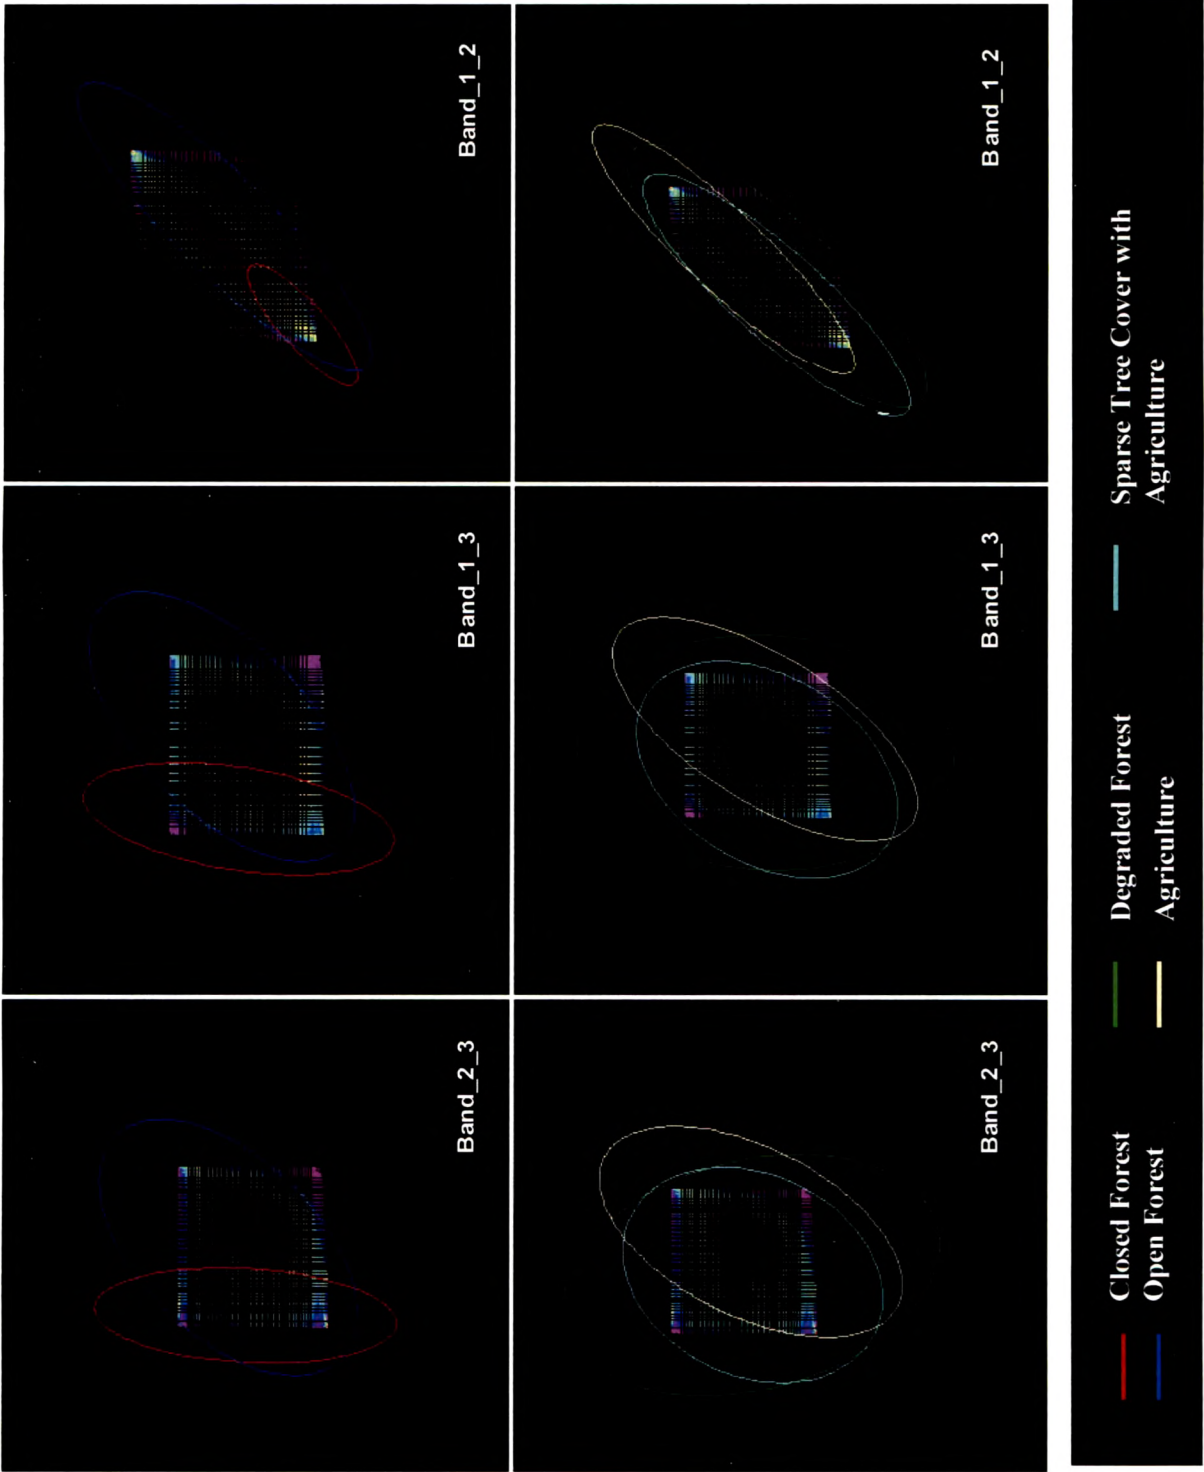 Band_1_2
Band_1_3
Band_2_3
Band_1_2
Band_1_3
Band_2_3
Closed Forest
Open Forest
Degraded Forest
Agriculture
Sparse Tree Cover with
Agriculture